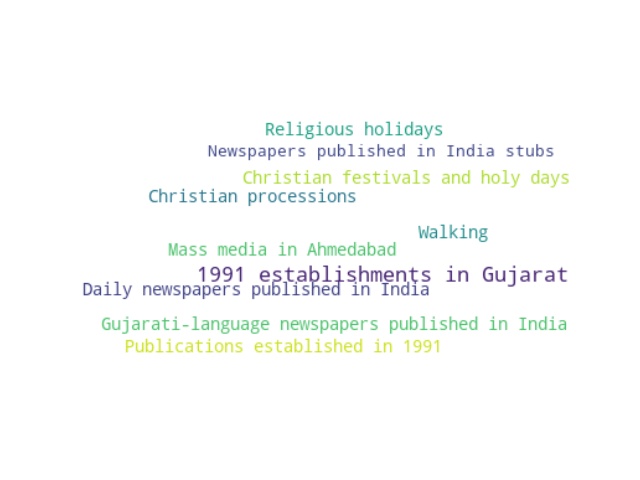 Religious holidays
Newspapers published in India stubs
Christian festivals and holy days
Christian processions
Walking
Mass media in Ahmedabad
1991 establishments in Gujarat
Daily newspapers published in India
Gujarati-language newspapers published in India
Publications established in 1991